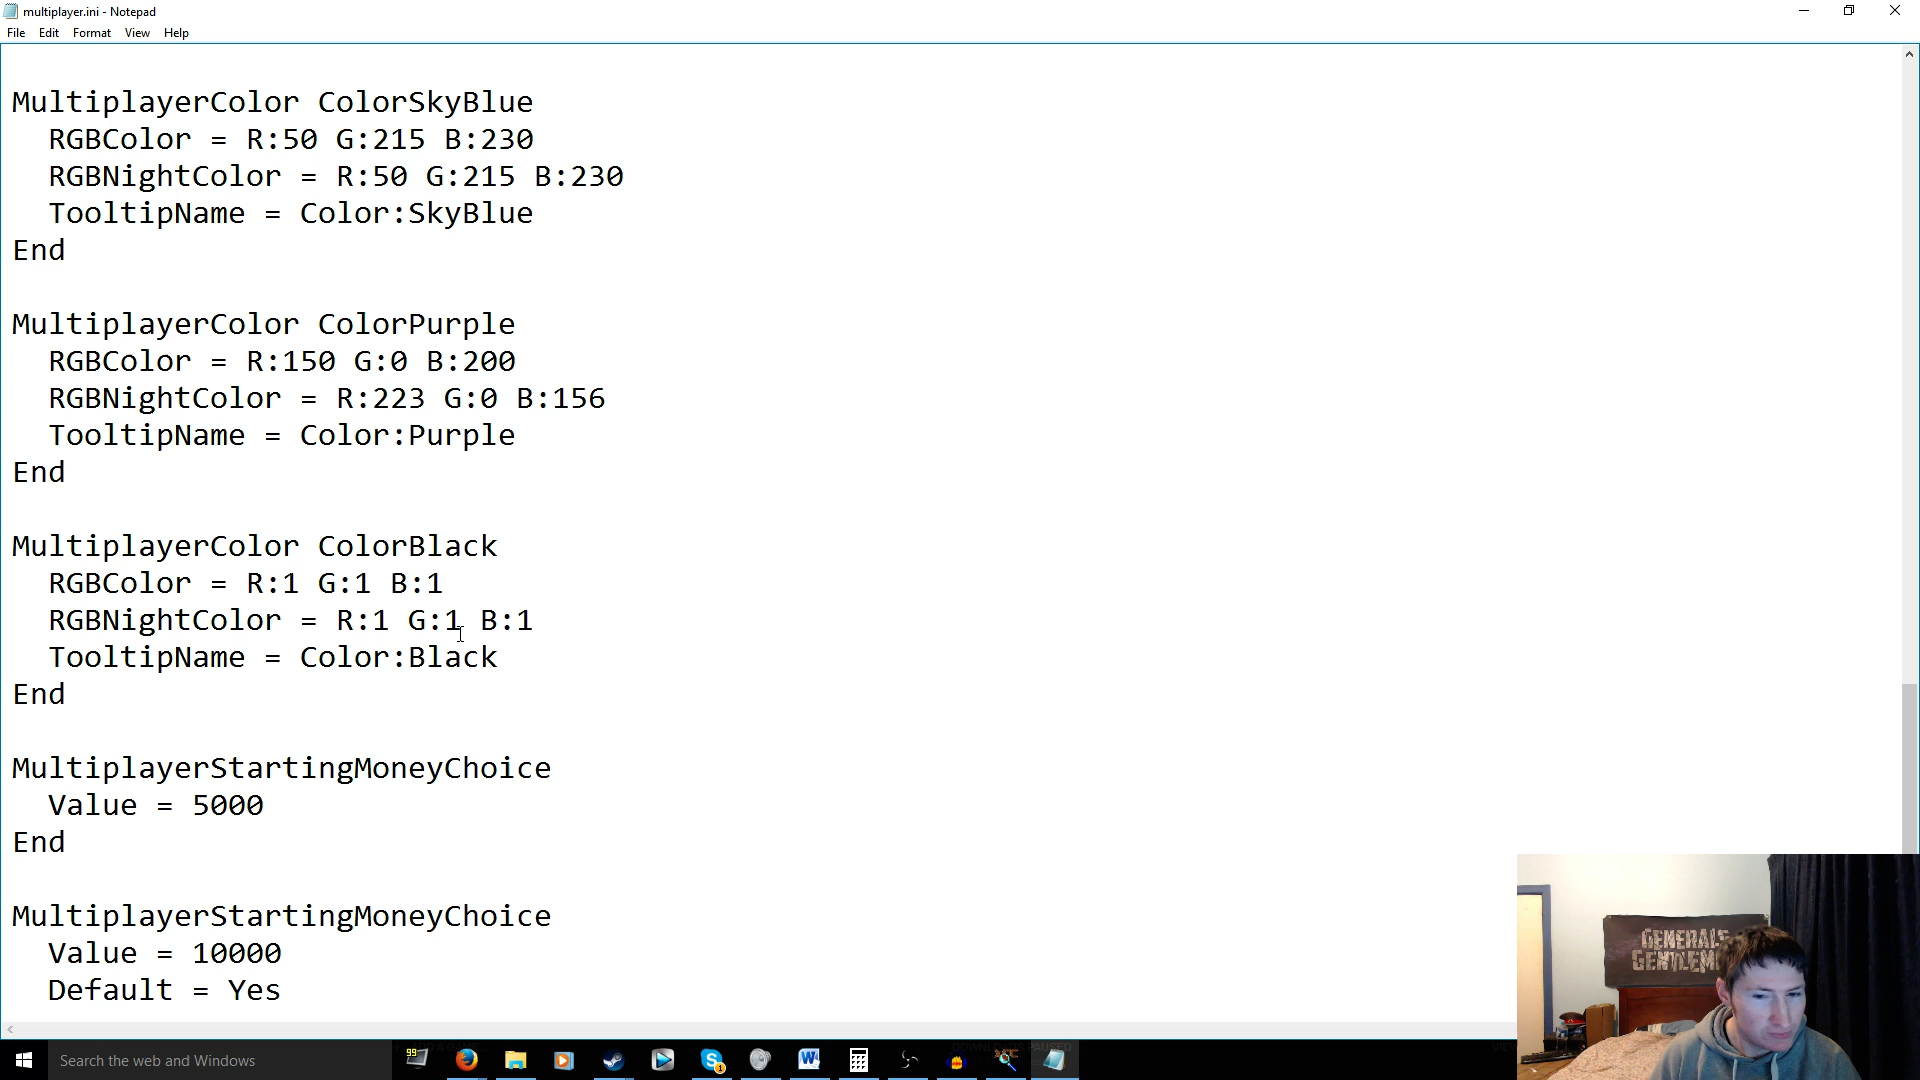 multiplayer.ini - Notepad
File Edit Format View Help
MultiplayerColor ColorSkyBlue
RGBColor = R:50 G:215 B:230
RGBNightColor = R:50 G:215 B:230
TooltipName = Color:SkyBlue
End
MultiplayerColor ColorPurple
RGBColor = R:150 G:0 B:200
RGBNightColor = R:223 G:0 B:156
TooltipName = Color:Purple
End
MultiplayerColor ColorBlack
RGBColor = R:1 G:1 B:1
RGBNightColor = R:1 G:1 B:1
TooltipName = Color:Black
End
MultiplayerStartingMoneyChoice
Value = 5000
End
MultiplayerStartingMoneyChoice
Value = 10000
Default = Yes
GENERALS
Search the web and Windows
99
1